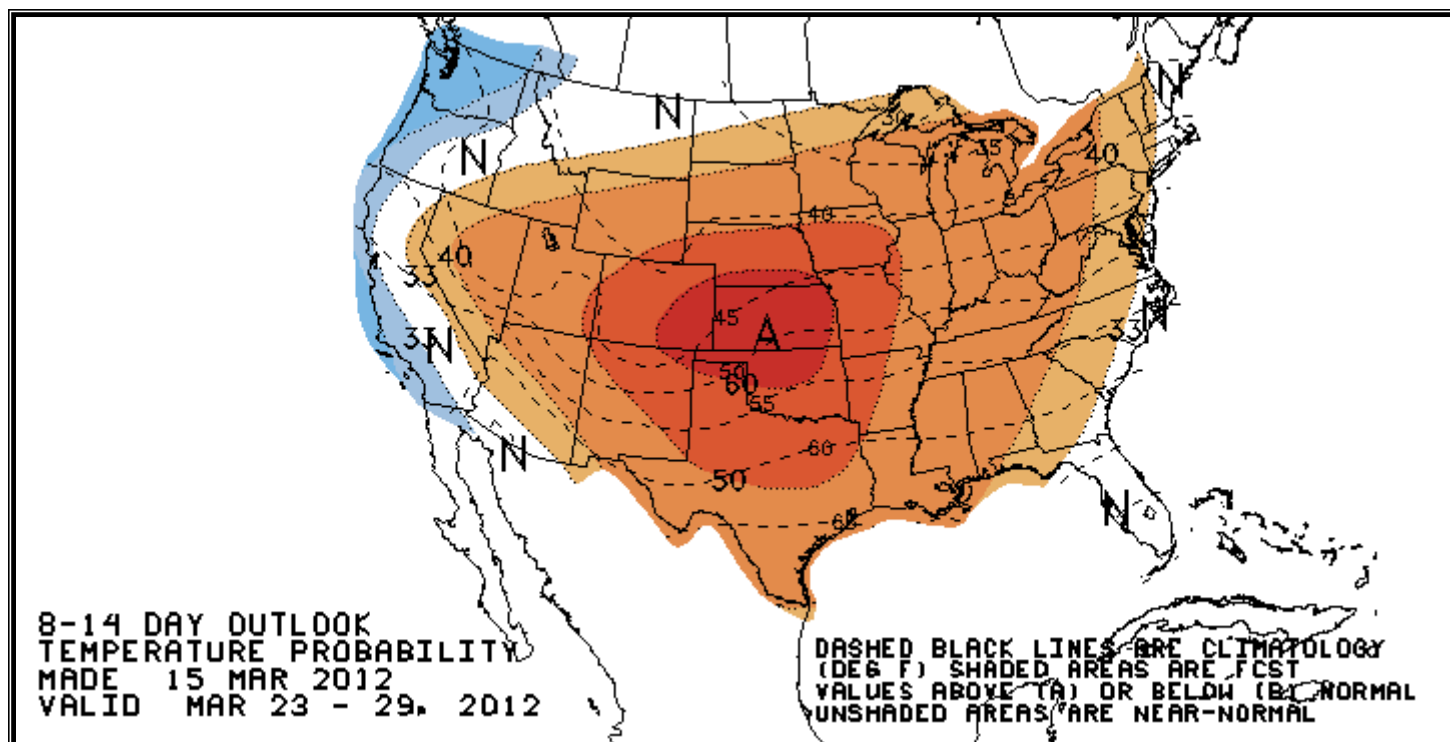 N
N
N
35
40
40
40
33
45
A
33
N
33
N
50
60
55
60
N
50
N
8-14 DAY OUTLOOK
TEMPERATURE PROBABILITY
MADE 15 MAR 2012
VALID MAR 23 - 29, 2012
DASHED BLACK LINES ARE CLIMATOLOGY
(DEG F) SHADED AREAS ARE FCST
VALUES ABOVE (A) OR BELOW (B) NORMAL
UNSHADED AREAS ARE NEAR-NORMAL